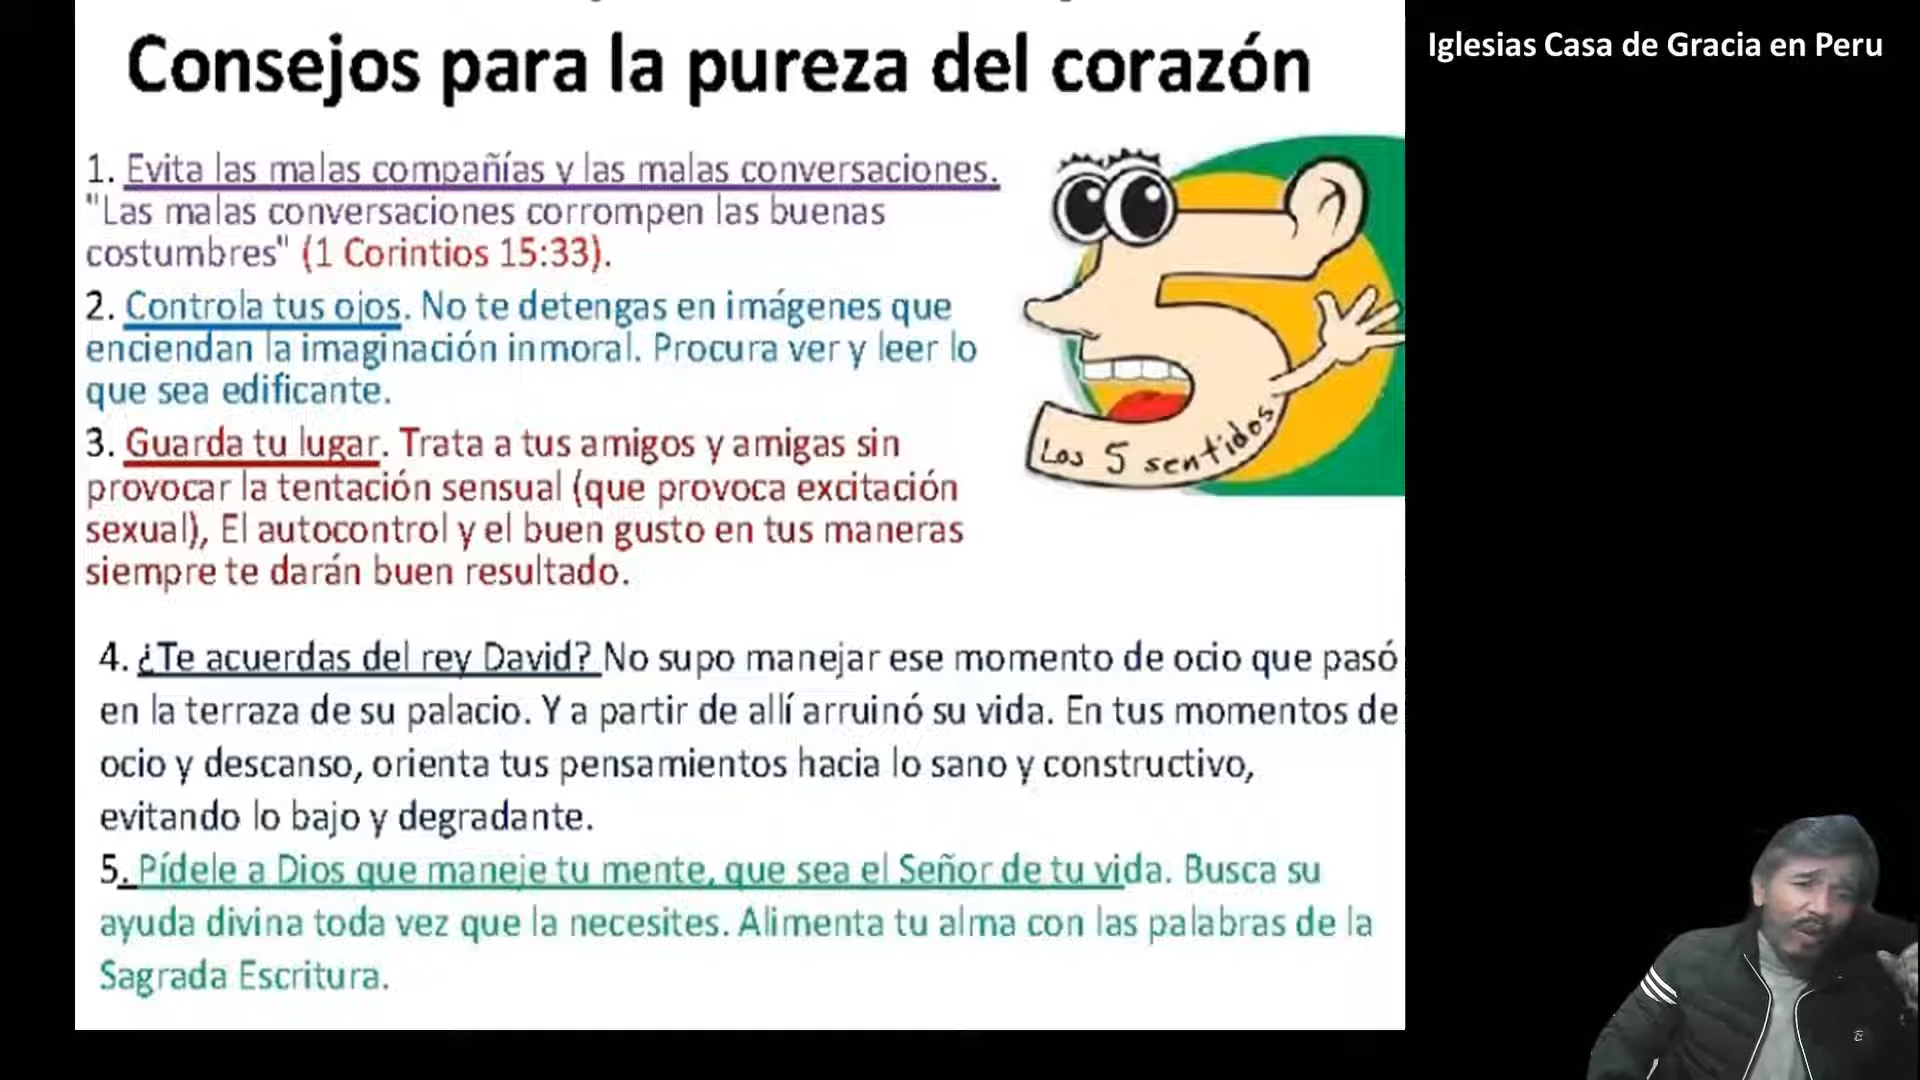 Consejos para la pureza del corazón
Iglesias Casa de Gracia en Peru
1. Evita las malas compañías y las malas conversaciones.
"Las malas conversaciones corrompen las buenas
costumbres" (1 Corintios 15:33).
2. Controla tus ojos. No te detengas en imágenes que
enciendan la imaginación inmoral. Procura ver y leer lo
que sea edificante.
3. Guarda tu lugar. Trata a tus amigos y amigas sin
provocar la tentación sensual (que provoca excitación
sexual), El autocontrol y el buen gusto en tus maneras
siempre te darán buen resultado.
Los 5 sentidos
4. ¿Te acuerdas del rey David? No supo manejar ese momento de ocio que pasó
en la terraza de su palacio. Y a partir de allí arruinó su vida. En tus momentos de
ocio y descanso, orienta tus pensamientos hacia lo sano y constructivo,
evitando lo bajo y degradante.
5. Pídele a Dios que maneje tu mente, que sea el Señor de tu vida. Busca su
ayuda divina toda vez que la necesites. Alimenta tu alma con las palabras de la
Sagrada Escritura.